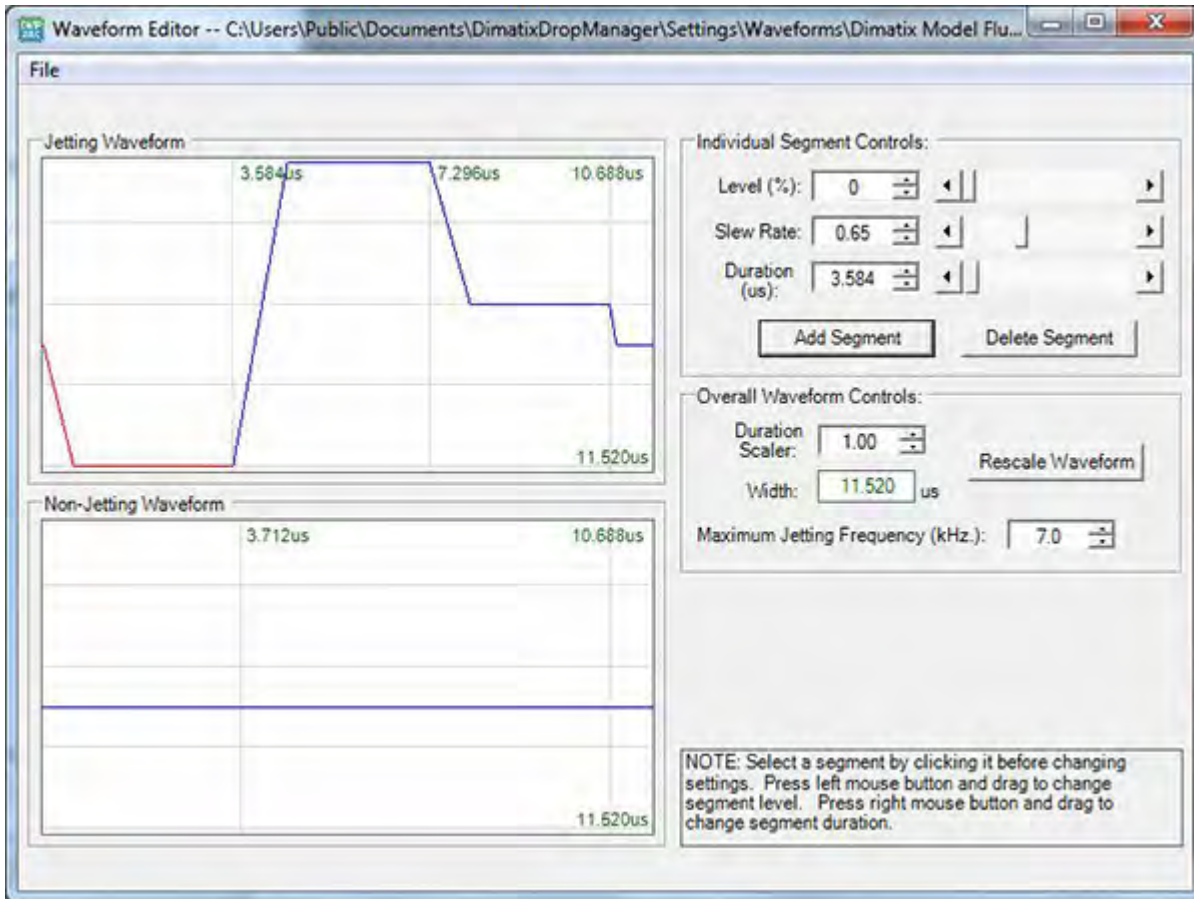 Waveform Editor -- C:\Users\Public\Documents\DimatixDropManager\Settings\Waveforms\Dimatix Model Flu...
File
Jetting Waveform
3.584us
7.296us
10.688us
11.520us
Non-Jetting Waveform
3.712us
10.688us
11.520us
Individual Segment Controls:
Level (%): 0
Slew Rate: 0.65
Duration
(us): 3.584
Add Segment
Delete Segment
Overall Waveform Controls:
Duration
Scaler: 1.00
Rescale Waveform
Width: 11.520 us
Maximum Jetting Frequency (kHz.): 7.0
NOTE: Select a segment by clicking it before changing
settings. Press left mouse button and drag to change
segment level. Press right mouse button and drag to
change segment duration.